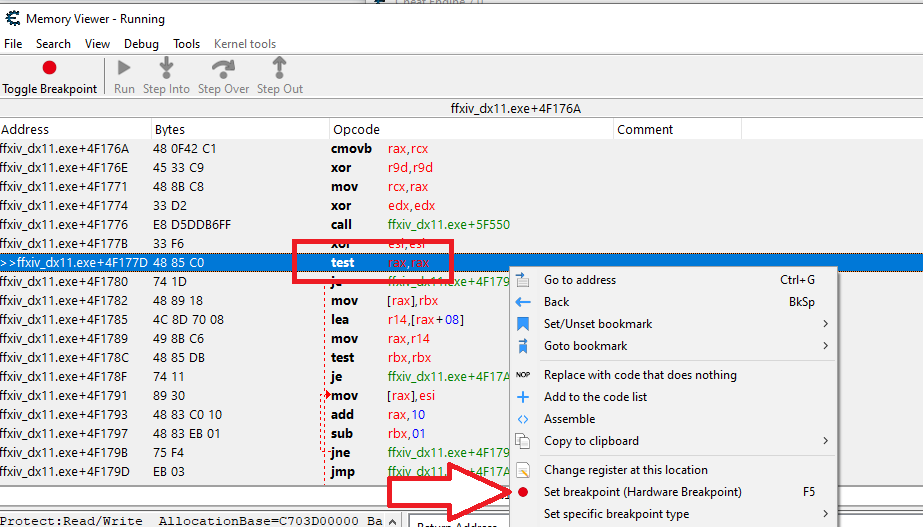 Cheat Engine 7.0
Memory Viewer - Running
File Search View Debug Tools Kernel tools
Toggle Breakpoint Run Step Into Step Over Step Out
ffxiv_dx11.exe+4F176A
Address Bytes Opcode Comment
ffxiv_dx11.exe+4F176A 48 0F42 C1 cmovb rax,rcx
ffxiv_dx11.exe+4F176E 45 33 C9 xor r9d,r9d
ffxiv_dx11.exe+4F1771 48 8B C8 mov rcx,rax
ffxiv_dx11.exe+4F1774 33 D2 xor edx,edx
ffxiv_dx11.exe+4F1776 E8 D5DDB6FF call ffxiv_dx11.exe+5F550
ffxiv_dx11.exe+4F177B 33 F6 xor esi,esi
>>ffxiv_dx11.exe+4F177D 48 85 C0 test rax,rax
ffxiv_dx11.exe+4F1780 74 1D je ffxiv_dx11.exe+4F179
ffxiv_dx11.exe+4F1782 48 89 18 mov [rax],rbx
ffxiv_dx11.exe+4F1785 4C 8D 70 08 lea r14,[rax+08]
ffxiv_dx11.exe+4F1789 49 8B C6 mov rax,r14
ffxiv_dx11.exe+4F178C 48 85 DB test rbx,rbx
ffxiv_dx11.exe+4F178F 74 11 je ffxiv_dx11.exe+4F17A
ffxiv_dx11.exe+4F1791 89 30 mov [rax],esi
ffxiv_dx11.exe+4F1793 48 83 C0 10 add rax,10
ffxiv_dx11.exe+4F1797 48 83 EB 01 sub rbx,01
ffxiv_dx11.exe+4F179B 75 F4 jne ffxiv_dx11.exe+4F179
ffxiv_dx11.exe+4F179D EB 03 jmp ffxiv_dx11.exe+4F17A
Go to address Ctrl+G
Back BkSp
Set/Unset bookmark
Goto bookmark
NOP Replace with code that does nothing
Add to the code list
Assemble
Copy to clipboard
Change register at this location
Set breakpoint (Hardware Breakpoint) F5
Set specific breakpoint type
Protect:Read/Write AllocationBase=C703D00000 Ba
Return Address